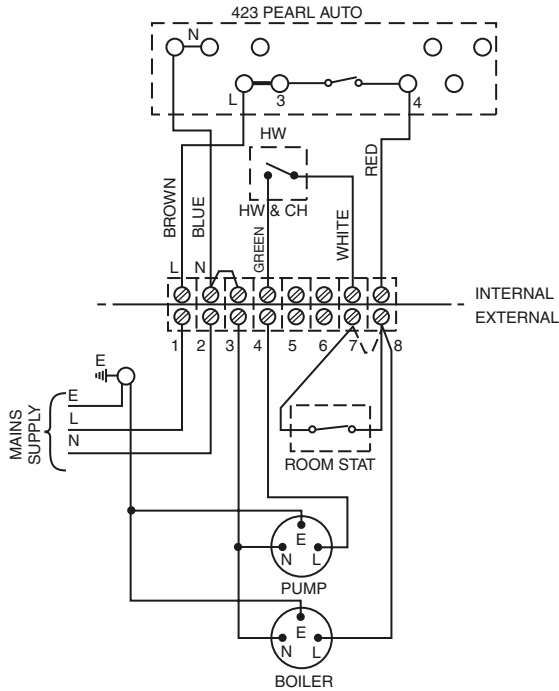 423 PEARL AUTO
N
L
3
4
HW
HW & CH
BROWN
BLUE
GREEN
WHITE
RED
L
N
INTERNAL
EXTERNAL
1
2
3
4
5
6
7
8
E
MAINS
SUPPLY
E
L
N
ROOM STAT
E
N
L
PUMP
E
N
L
BOILER